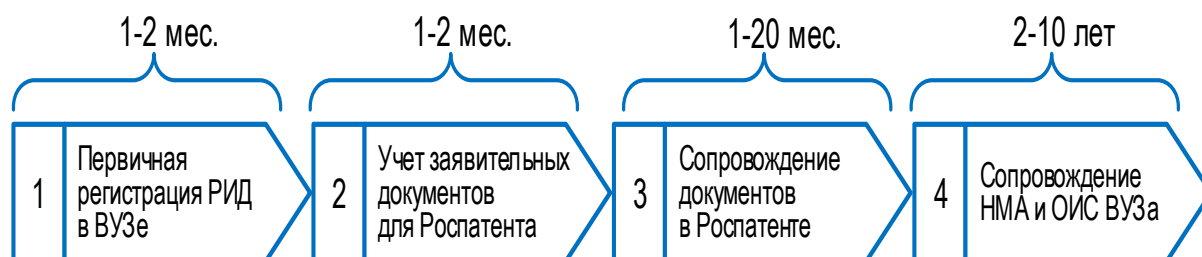 1-2 мес.
1-2 мес.
1-20 мес.
2-10 лет
1
Первичная
регистрация РИД
в ВУЗе
2
Учет заявительных
документов
для Роспатента
3
Сопровождение
документов
в Роспатенте
4
Сопровождение
НМА и ОИС ВУЗа